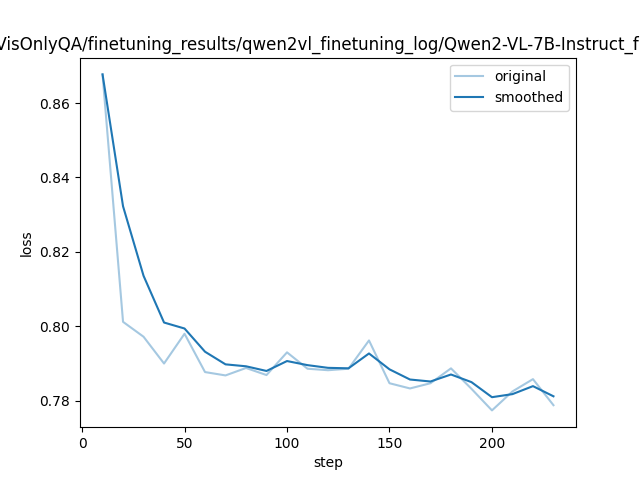 VisOnlyQA/finetuning_results/qwen2vl_finetuning_log/Qwen2-VL-7B-Instruct_f
original
smoothed
0.86
0.84
0.82
0.80
0.78
loss
0
50
100
150
200
step